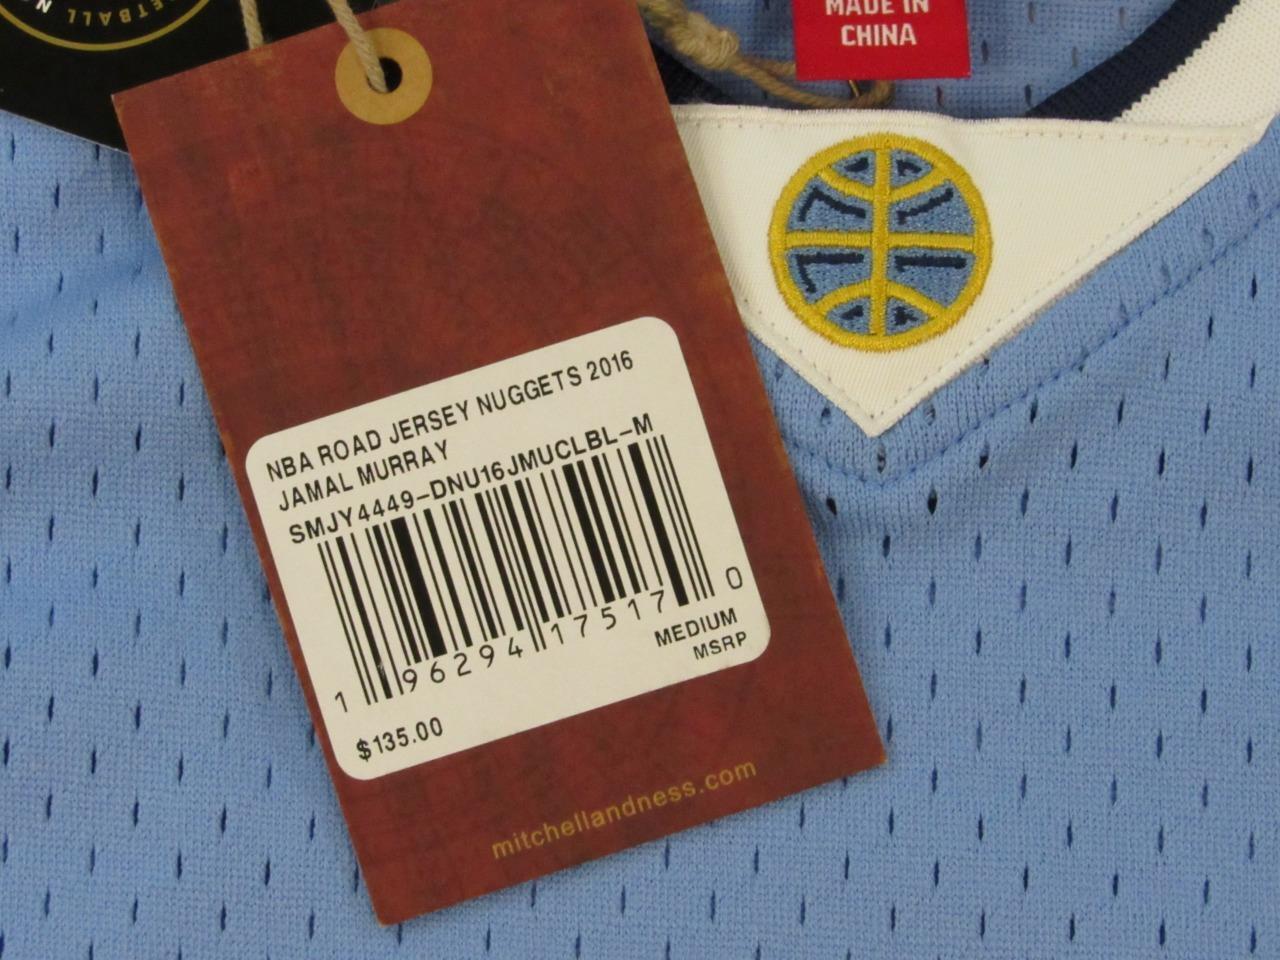 MADE IN
CHINA
NBA ROAD JERSEY NUGGETS 2016
JAMAL MURRAY
SMJY4449-DNU16JMUCLBL-M
1 96294 17517 0
MEDIUM
MSRP
$135.00
mitchellandness.com